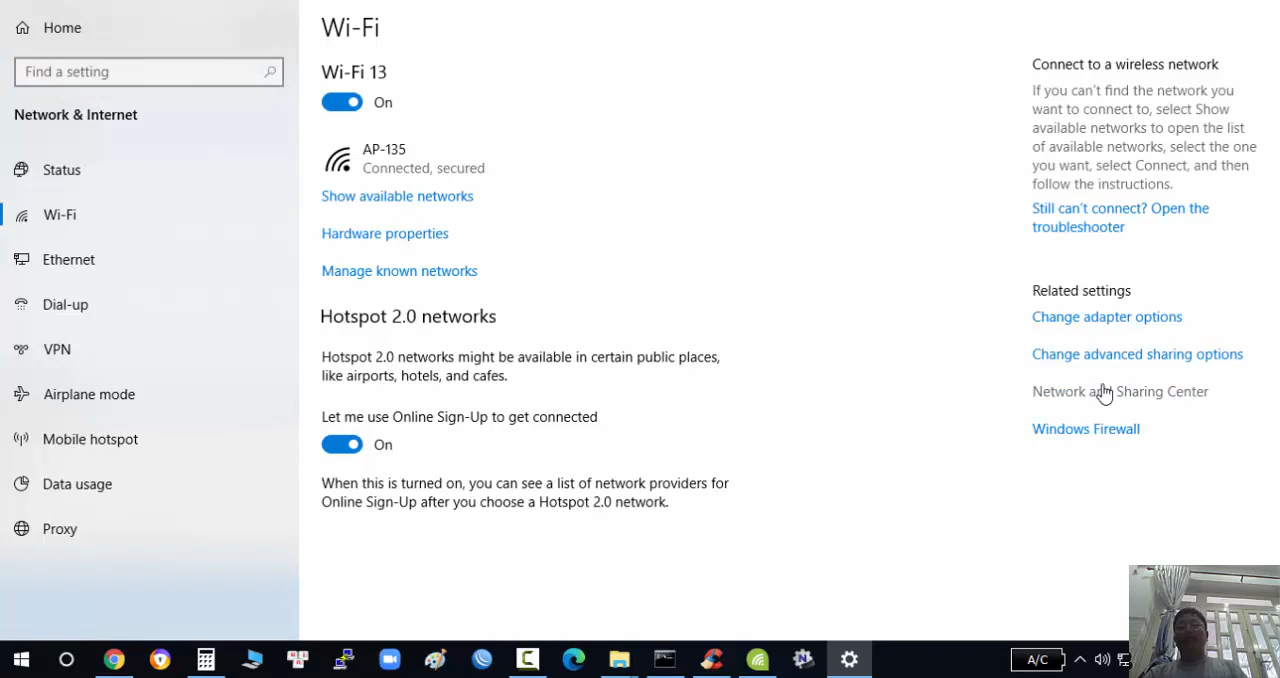 Home
Find a setting
Network & Internet
Status
Wi-Fi
Ethernet
Dial-up
VPN
Airplane mode
Mobile hotspot
Data usage
Proxy
Wi-Fi
Wi-Fi 13
On
AP-135
Connected, secured
Show available networks
Hardware properties
Manage known networks
Hotspot 2.0 networks
Hotspot 2.0 networks might be available in certain public places,
like airports, hotels, and cafes.
Let me use Online Sign-Up to get connected
On
When this is turned on, you can see a list of network providers for
Online Sign-Up after you choose a Hotspot 2.0 network.
Connect to a wireless network
If you can't find the network you
want to connect to, select Show
available networks to open the list
of available networks, select the one
you want, select Connect, and then
follow the instructions.
Still can't connect? Open the
troubleshooter
Related settings
Change adapter options
Change advanced sharing options
Network and Sharing Center
Windows Firewall
A/C